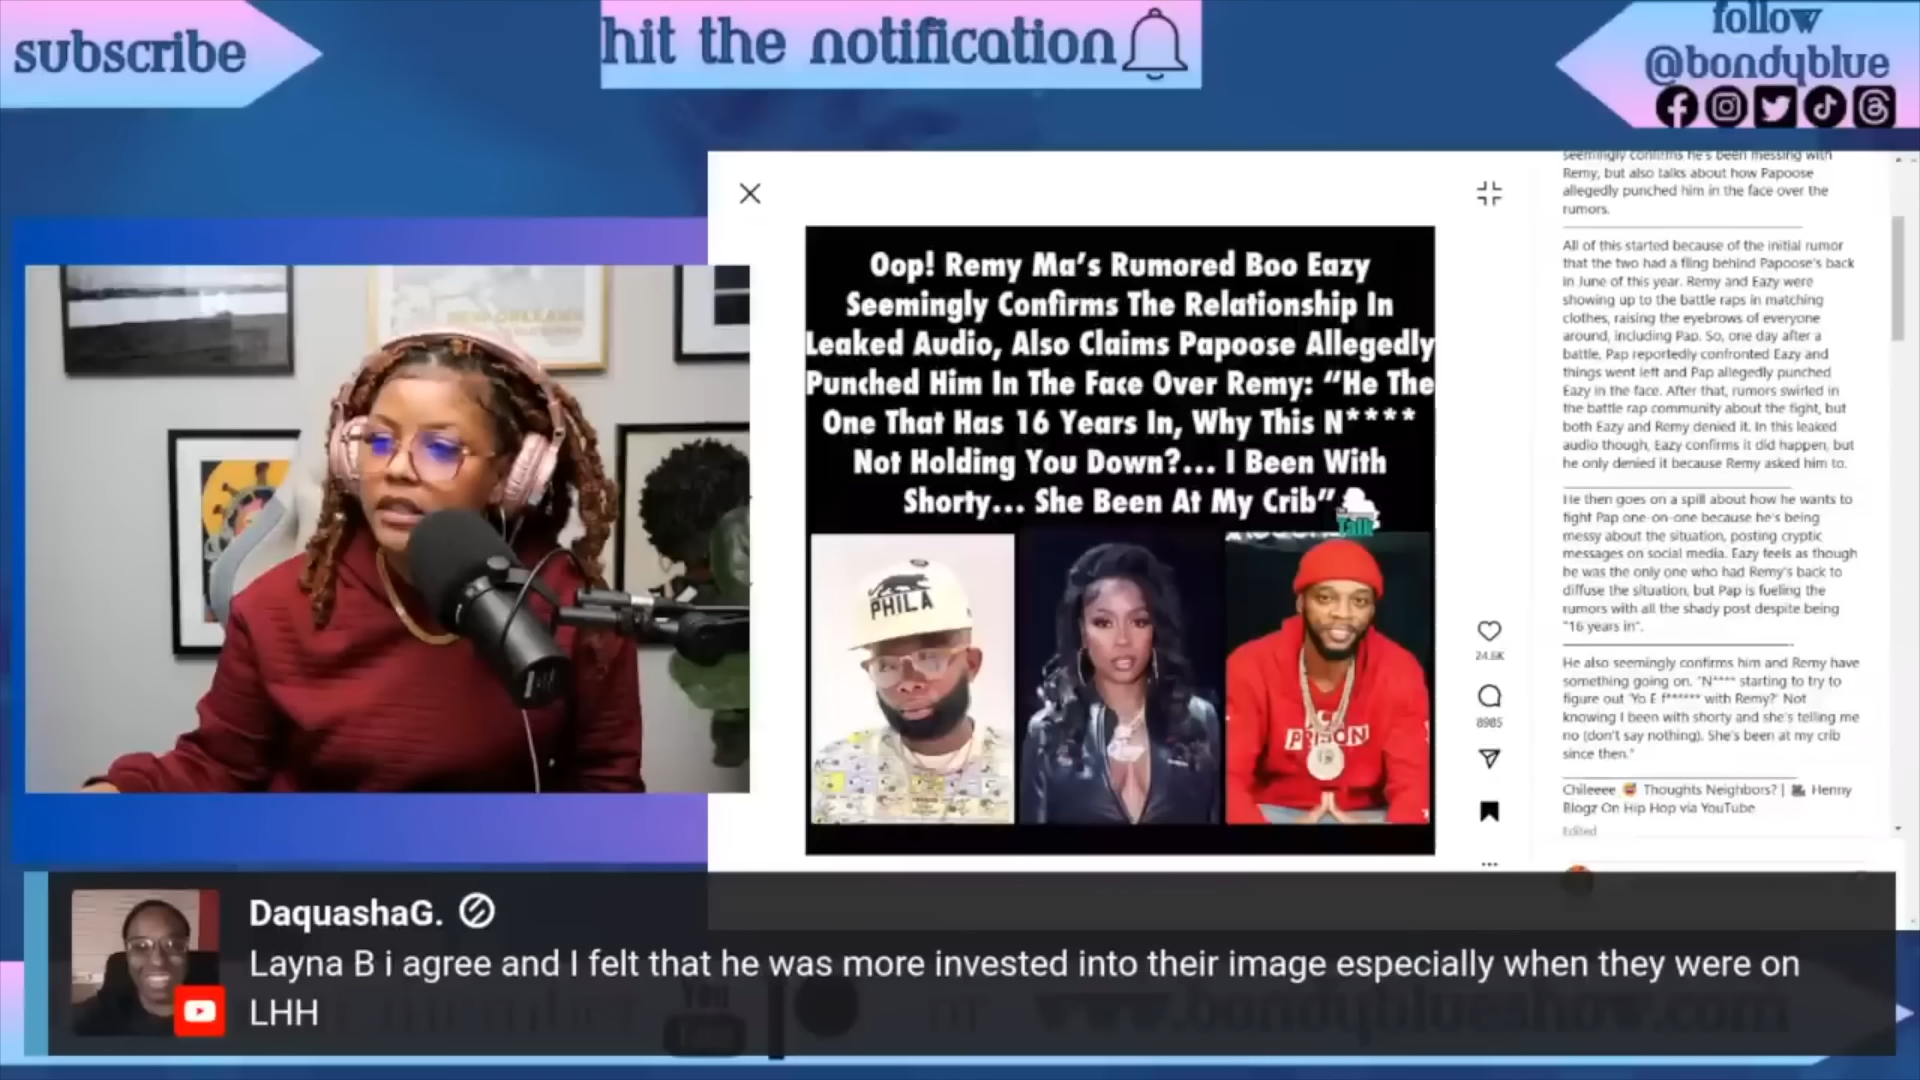 subscribe
hit the notification
follow
@bondyblue
seemingly confirms he's been messing with
Remy, but also talks about how Papoose
allegedly punched him in the face over the
rumors.
All of this started because of the initial rumor
that the two had a fling behind Papoose's back
in June of this year. Remy and Eazy were
showing up to the battle raps in matching
clothes, raising the eyebrows of everyone
around, including Pap. So, one day after a
battle, Pap reportedly confronted Eazy and
things went left and Pap allegedly punched
Eazy in the face. After that, rumors swirled in
the battle rap community about the fight, but
both Eazy and Remy denied it. In this leaked
audio though, Eazy confirms it did happen, but
he only denied it because Remy asked him to.
He then goes on a spill about how he wants to
fight Pap one-on-one because he's being
messy about the situation, posting cryptic
messages on social media. Eazy feels as though
he was the only one who had Remy's back to
diffuse the situation, but Pap is fueling the
rumors with all the shady post despite being
"16 years in".
He also seemingly confirms him and Remy have
something going on. "N**** starting to try to
figure out 'Yo E f****** with Remy?' Not
knowing I been with shorty and she's telling me
no (don't say nothing). She's been at my crib
since then."
Chileeee Thoughts Neighbors? | Henny
Blogz On Hip Hop via YouTube
Edited
Oop! Remy Ma's Rumored Boo Eazy
Seemingly Confirms The Relationship In
Leaked Audio, Also Claims Papoose Allegedly
Punched Him In The Face Over Remy: "He The
One That Has 16 Years In, Why This N****
Not Holding You Down?... I Been With
Shorty... She Been At My Crib"
Talk
PHILA
PRISON
24.6K
8985
NEW ORLEANS
DaquashaG.
Layna B i agree and I felt that he was more invested into their image especially when they were on
LHH
You
or
www.bondyblueshow.com